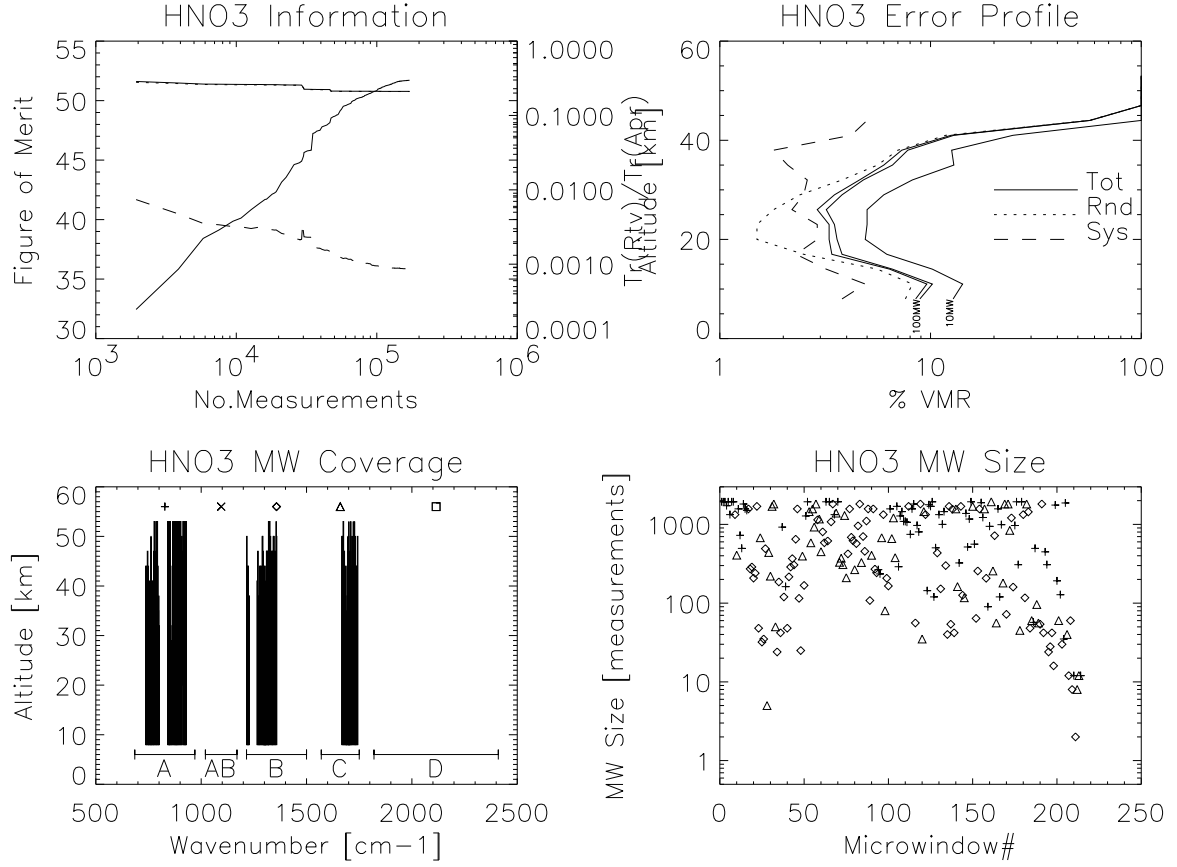 HNO3 Information
55
50
45
40
35
30
Figure of Merit
1.0000
0.1000
0.0100
0.0010
0.0001
Tr(Rtv)/Tr(Apr)
10^3 10^4 10^5 10^6
No.Measurements
HNO3 Error Profile
60
40
20
0
Altitude [km]
Tot
Rnd
Sys
100MW
10MW
1 10 100
% VMR
HNO3 MW Coverage
60
50
40
30
20
10
0
Altitude [km]
A AB B C D
500 1000 1500 2000 2500
Wavenumber [cm-1]
HNO3 MW Size
1000
100
10
1
MW Size [measurements]
0 50 100 150 200 250
Microwindow#